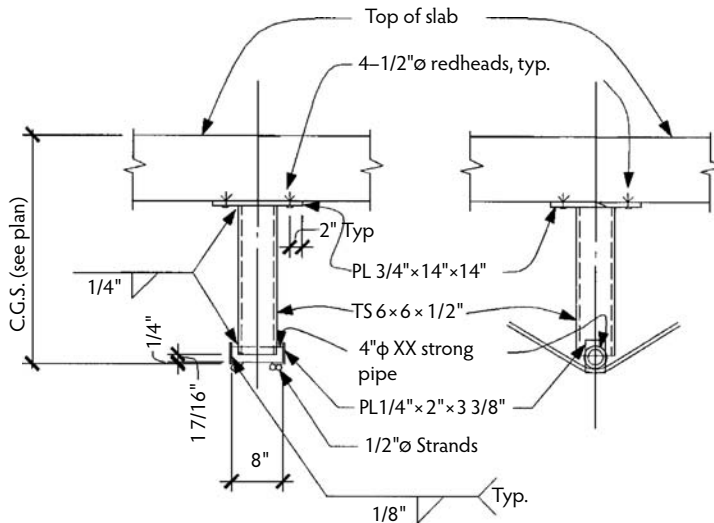 Top of slab
4–1/2"ø redheads, typ.
C.G.S. (see plan)
2" Typ
PL 3/4"×14"×14"
1/4"
TS 6×6×1/2"
1/4"
4"ϕ XX strong
pipe
1 7/16"
PL1/4"×2"×3 3/8"
1/2"ø Strands
8"
Typ.
1/8"